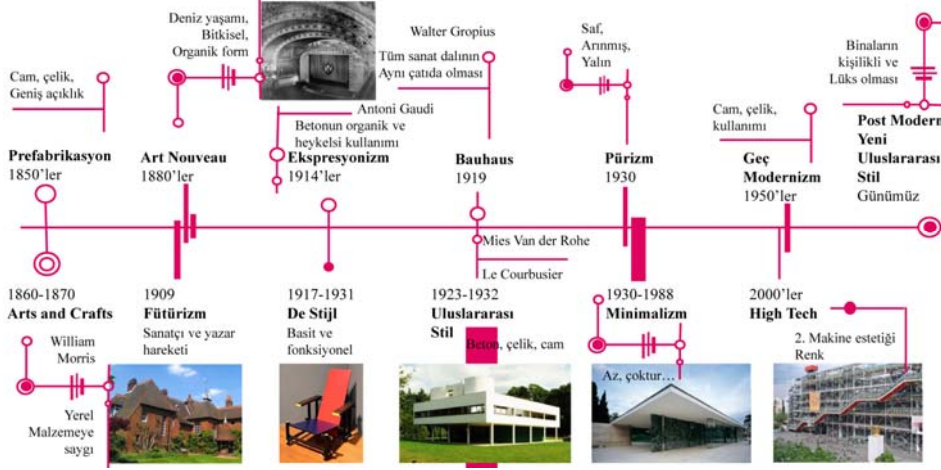 Cam, çelik,
Geniş açıklık
Prefabrikasyon
1850'ler
Deniz yaşamı,
Bitkisel,
Organik form
Art Nouveau
1880'ler
Antoni Gaudi
Betonun organik ve
heykelsi kullanımı
Ekspresyonizm
1914'ler
Walter Gropius
Tüm sanat dalının
Aynı çatıda olması
Bauhaus
1919
Saf,
Arınmış,
Yalın
Pürizm
1930
Cam, çelik,
kullanımı
Geç
Modernizm
1950'ler
Binaların
kişilikli ve
Lüks olması
Post Modern
Yeni
Uluslararası
Stil
Günümüz
1860-1870
Arts and Crafts
William
Morris
Yerel
Malzemeye
saygı
1909
Fütürizm
Sanatçı ve yazar
hareketi
1917-1931
De Stijl
Basit ve
fonksiyonel
Mies Van der Rohe
Le Courbusier
1923-1932
Uluslararası
Stil
Beton, çelik, cam
1930-1988
Minimalizm
Az, çoktur…
2000'ler
High Tech
2. Makine estetiği
Renk